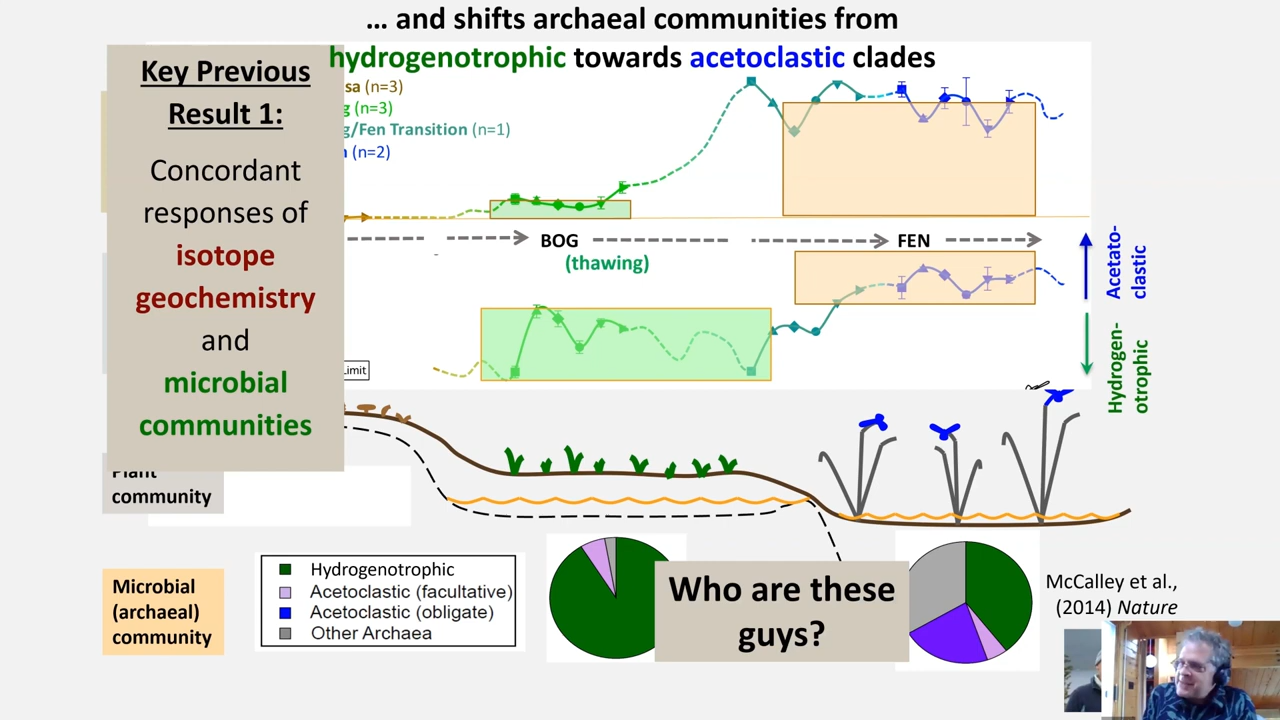 … and shifts archaeal communities from
hydrogenotrophic towards acetoclastic clades
Key Previous
Result 1:
Concordant
responses of
isotope
geochemistry
and
microbial
communities
sa (n=3)
g (n=3)
g/Fen Transition (n=1)
(n=2)
BOG
(thawing)
FEN
Acetato-
clastic
Hydrogen-
otrophic
Limit
Plant
community
Microbial
(archaeal)
community
Hydrogenotrophic
Acetoclastic (facultative)
Acetoclastic (obligate)
Other Archaea
Who are these
guys?
McCalley et al.,
(2014) Nature